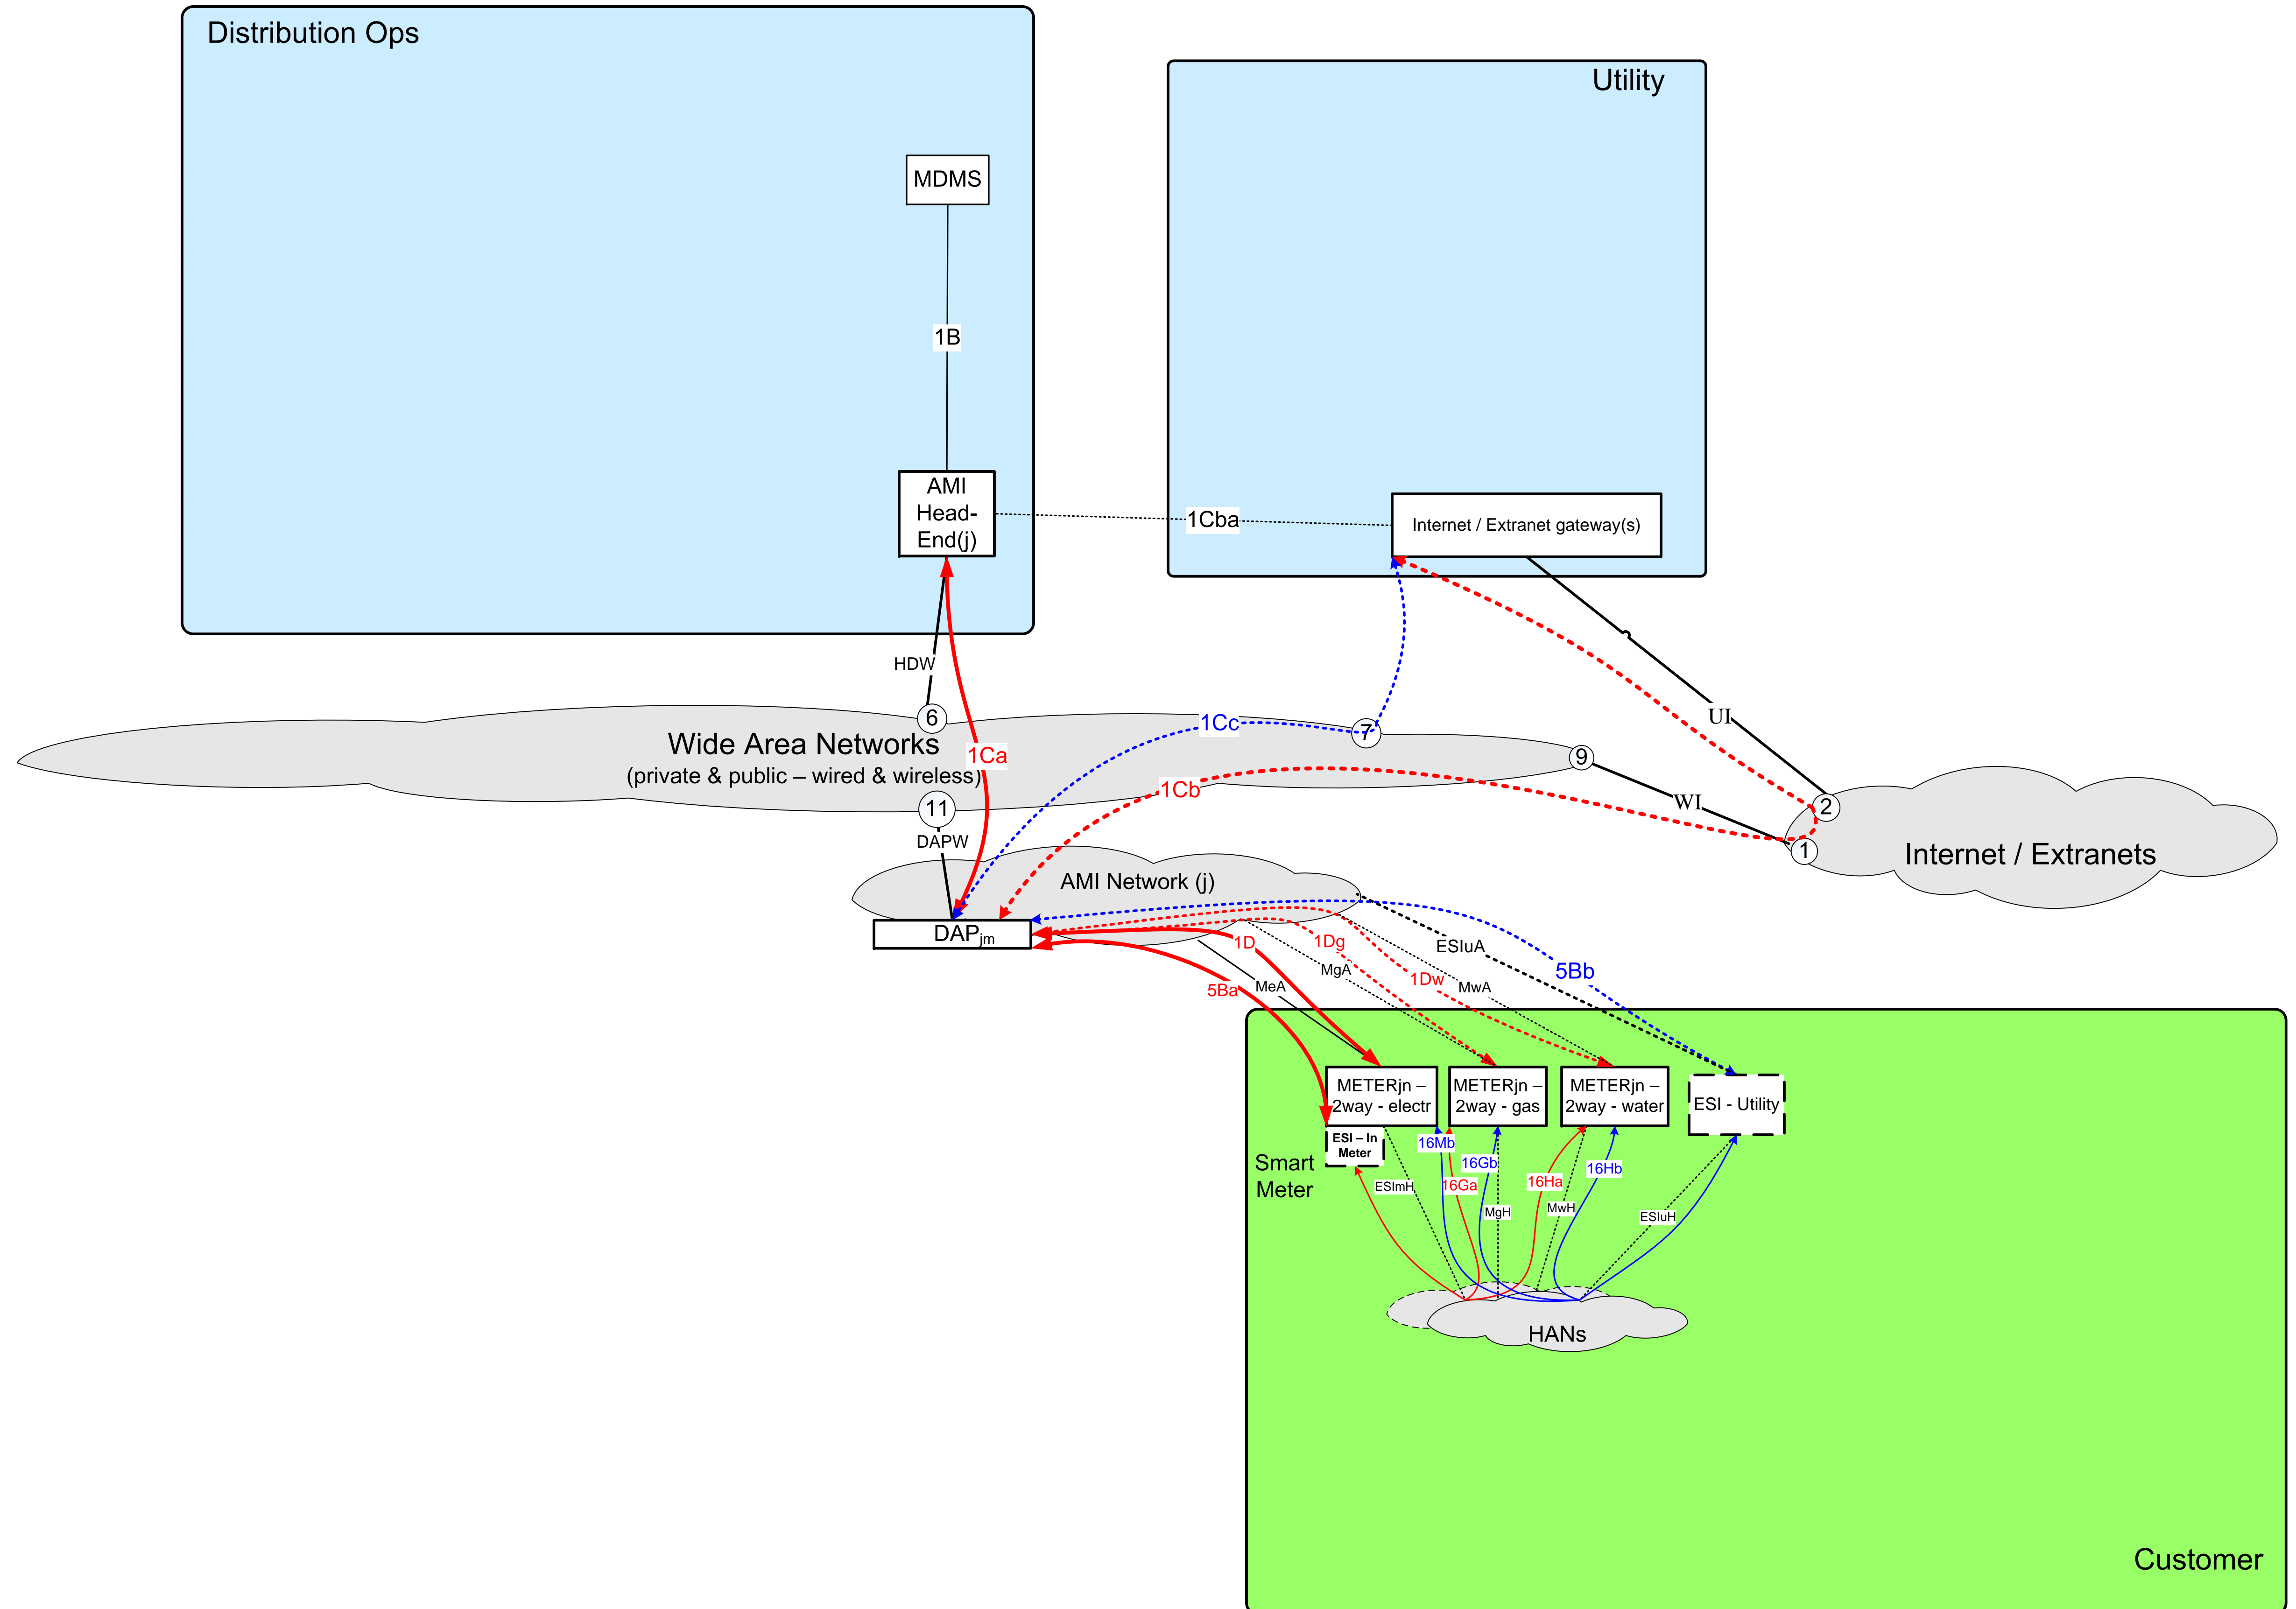 Distribution Ops
Utility
MDMS
1B
AMI
Head-
End(j)
1Cba
Internet / Extranet gateway(s)
HDW
6
UI
1Cc
7
Wide Area Networks
(private & public – wired & wireless)
1Ca
9
1Cb
WI
2
11
DAPW
1
Internet / Extranets
AMI Network (j)
DAPjm
1D
1Dg
ESIuA
MgA
5Bb
1Dw
MwA
MeA
5Ba
METERjn –
2way - electr
METERjn –
2way - gas
METERjn –
2way - water
ESI - Utility
ESI – In
Meter
16Mb
Smart
Meter
16Gb
16Hb
ESImH
16Ga
16Ha
MgH
MwH
ESIuH
HANs
Customer